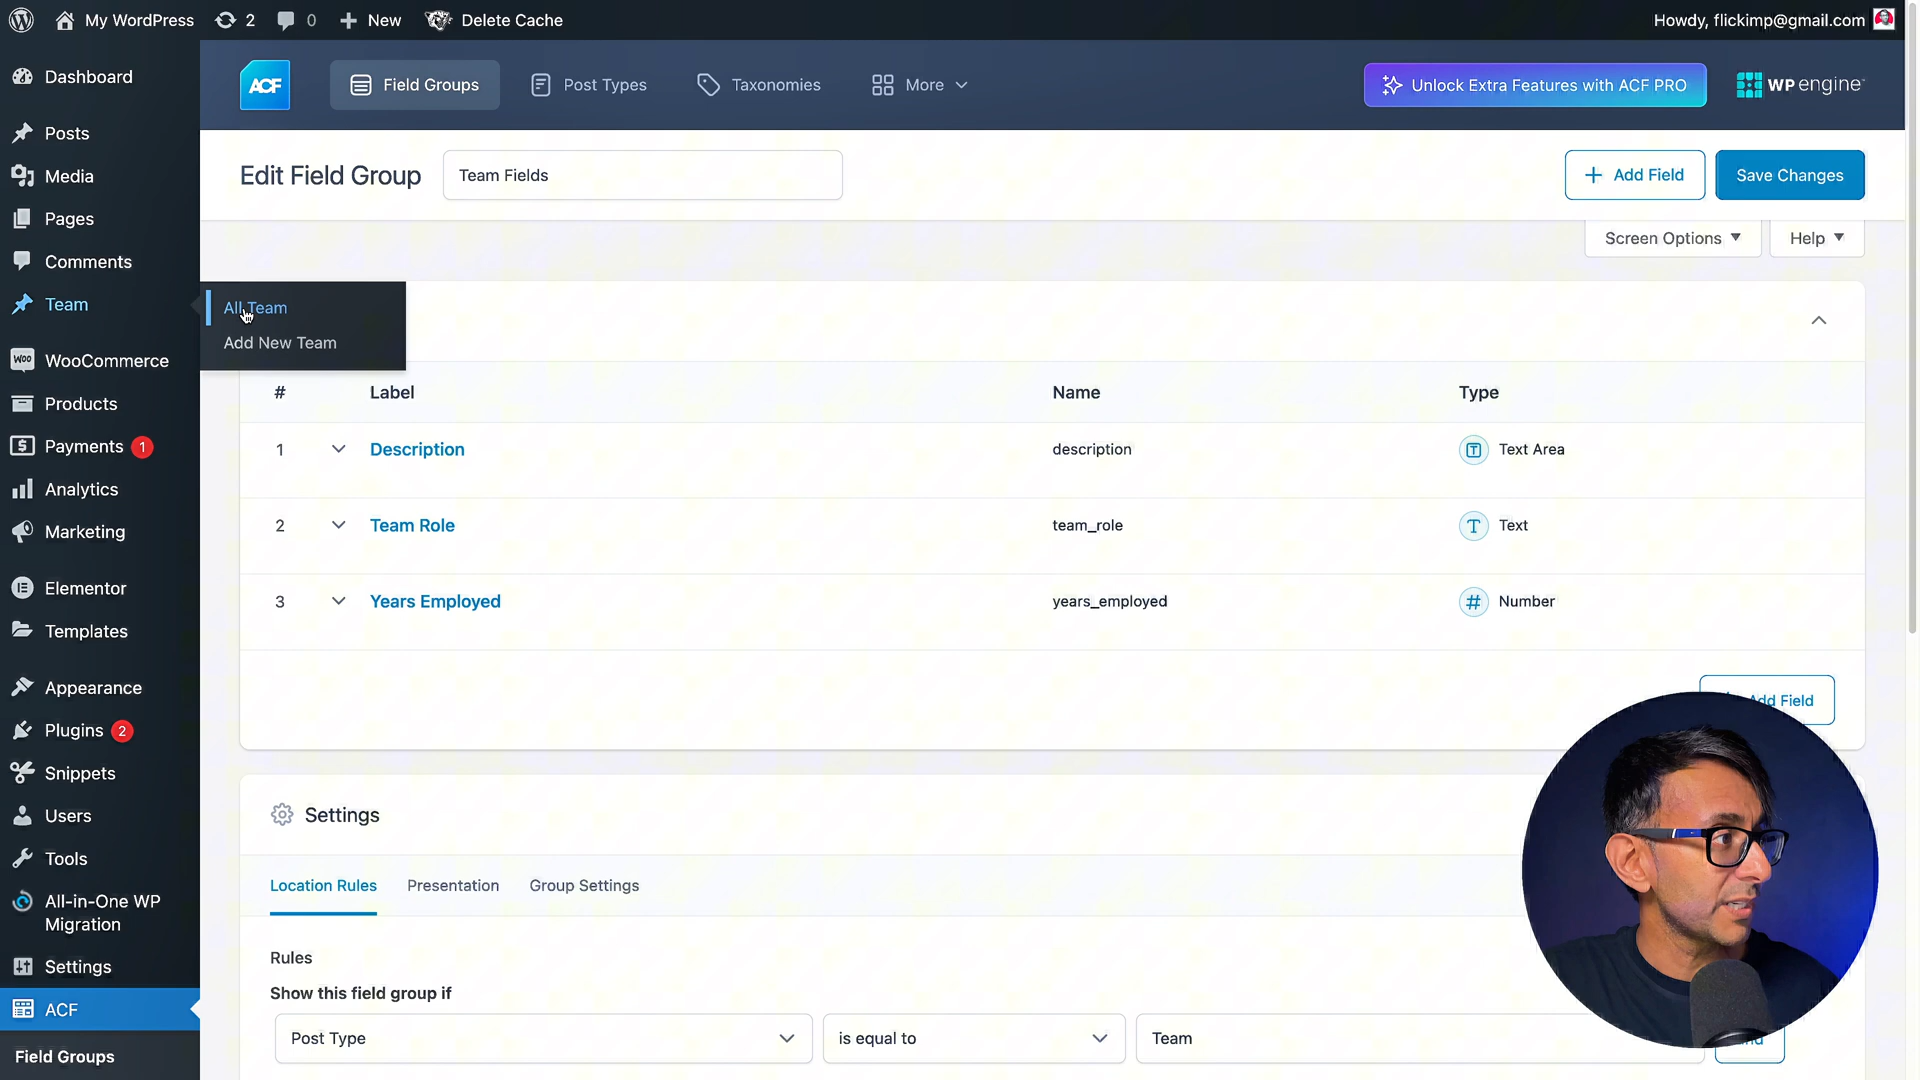 My WordPress 2 0 New Delete Cache Howdy, flickimp@gmail.com
Dashboard
Posts
Media
Pages
Comments
Team
WOO WooCommerce
Products
Payments 1
Analytics
Marketing
Elementor
Templates
Appearance
Plugins 2
Snippets
Users
Tools
All-in-One WP
Migration
Settings
ACF
Field Groups
All Team
Add New Team
ACF Field Groups Post Types Taxonomies More Unlock Extra Features with ACF PRO WP engine
Edit Field Group Team Fields + Add Field Save Changes
Screen Options Help
# Label Name Type
1 Description description Text Area
2 Team Role team_role Text
3 Years Employed years_employed Number
Add Field
Settings
Location Rules Presentation Group Settings
Rules
Show this field group if
Post Type is equal to Team